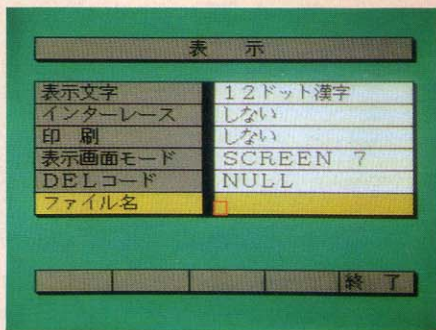 表　示
表示文字　１２ドット漢字
インターレース　しない
印　刷　しない
表示画面モード　ＳＣＲＥＥＮ　７
ＤＥＬコード　ＮＵＬＬ
ファイル名
終　了